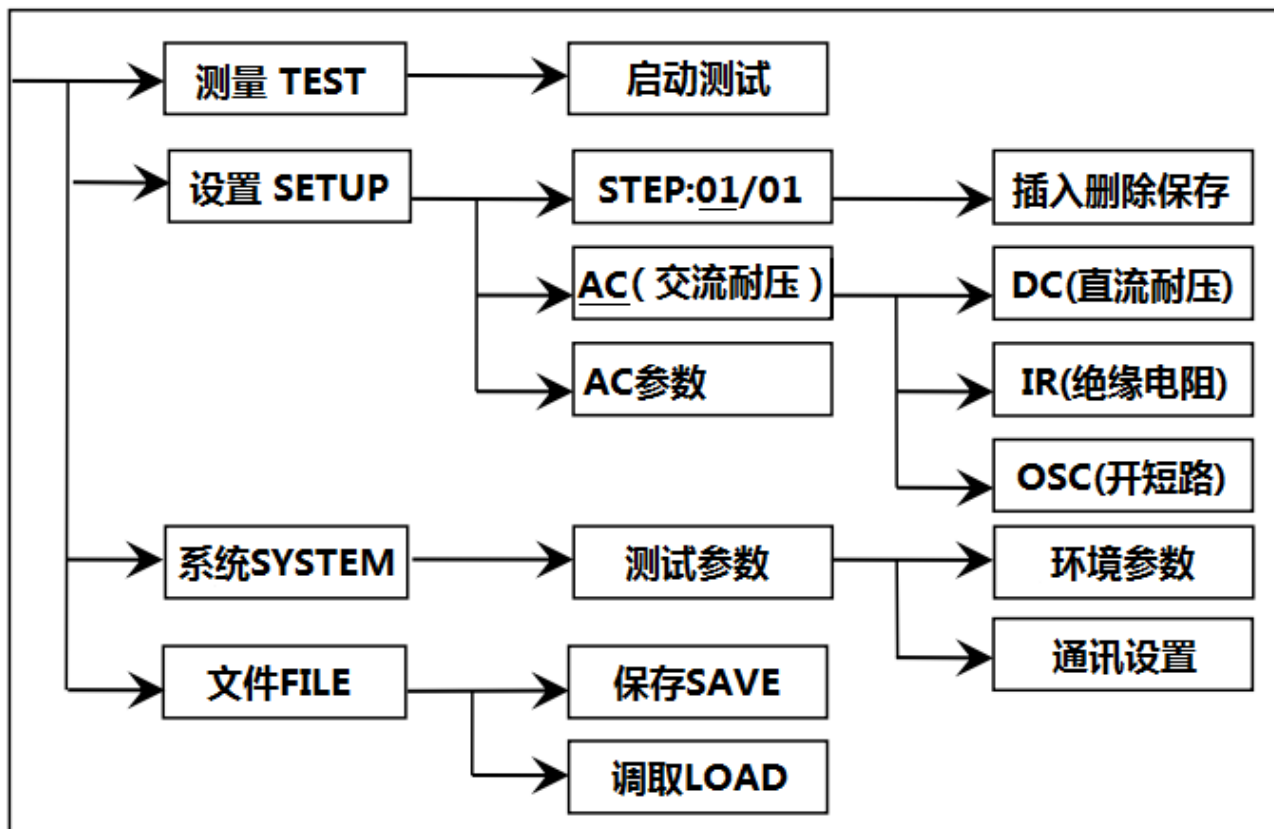 测量 TEST
启动测试
设置 SETUP
STEP:01/01
插入删除保存
AC(交流耐压)
DC(直流耐压)
AC参数
IR(绝缘电阻)
OSC(开短路)
系统SYSTEM
测试参数
环境参数
通讯设置
文件FILE
保存SAVE
调取LOAD